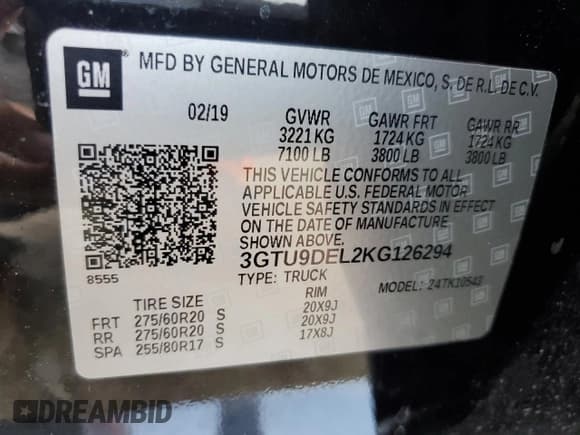 GM
MFD BY GENERAL MOTORS DE MEXICO, S. DE R.L. DE C.V.
02/19 GVWR GAWR FRT GAWR RR
3221 KG 1724 KG 1724 KG
7100 LB 3800 LB 3800 LB
THIS VEHICLE CONFORMS TO ALL
APPLICABLE U.S. FEDERAL MOTOR
VEHICLE SAFETY STANDARDS IN EFFECT
ON THE DATE OF MANUFACTURE
SHOWN ABOVE.
3GTU9DEL2KG126294
8555 TYPE: TRUCK MODEL: 24TK10543
TIRE SIZE RIM
FRT 275/60R20 S 20X9J
RR 275/60R20 S 20X9J
SPA 255/80R17 S 17X8J
DREAMBID